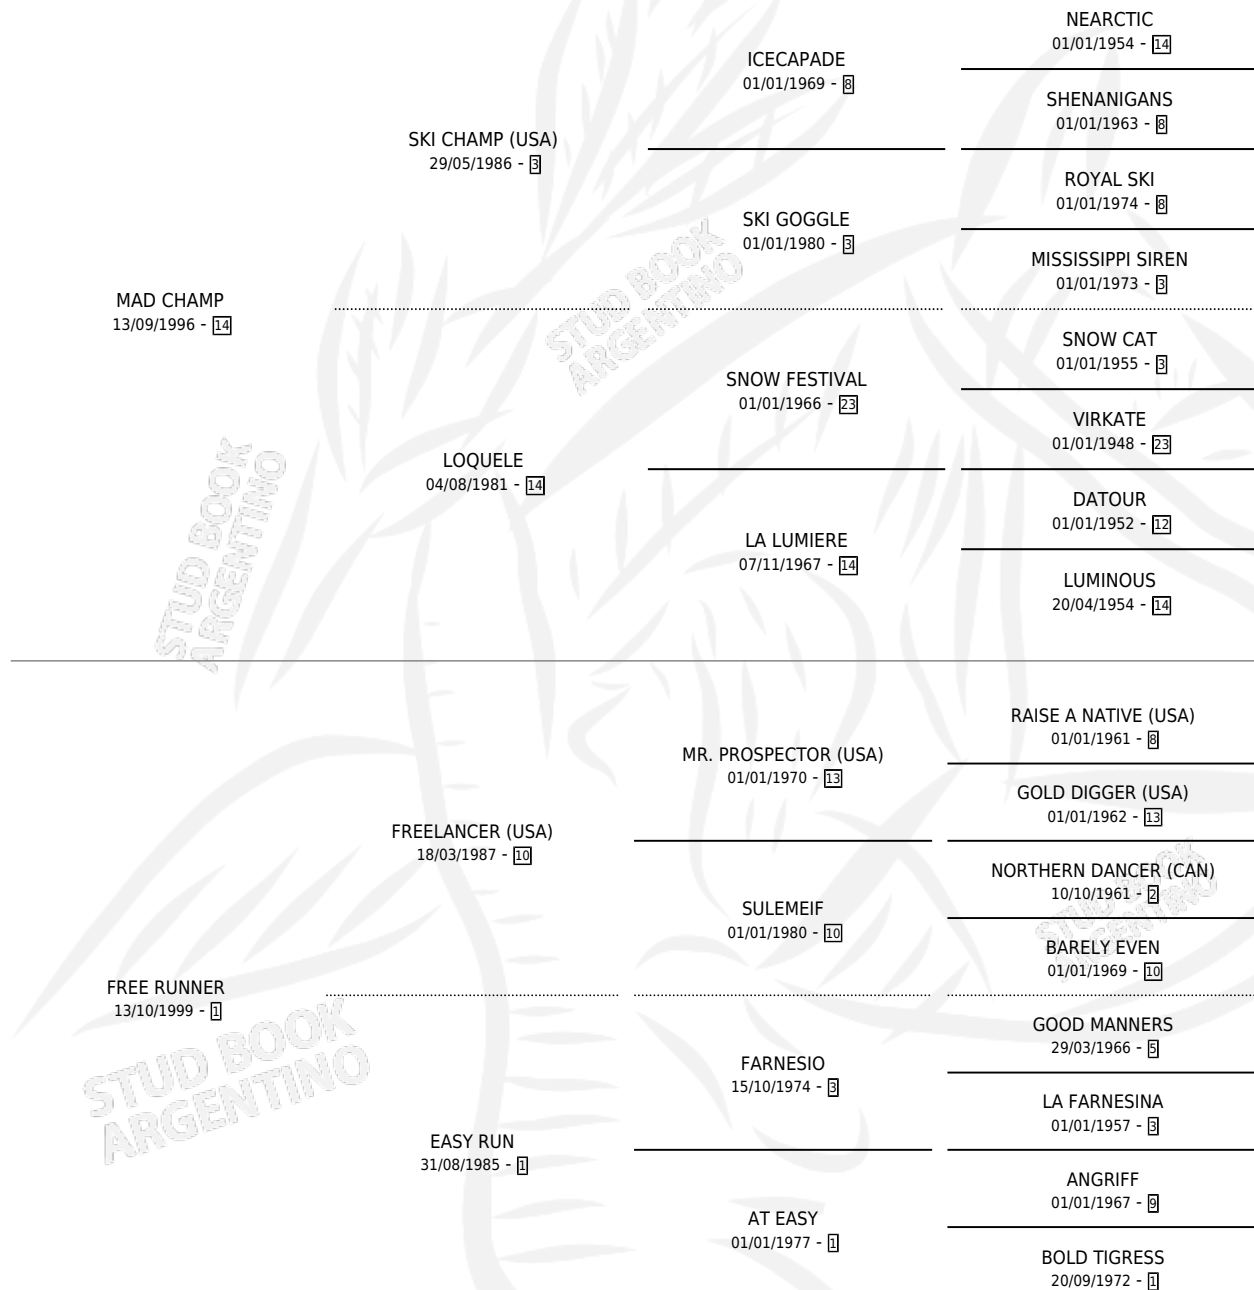 NEARCTIC
01/01/1954 - 14
ICECAPADE
01/01/1969 - 8
SHENANIGANS
01/01/1963 - 8
SKI CHAMP (USA)
29/05/1986 - 3
ROYAL SKI
01/01/1974 - 8
SKI GOGGLE
01/01/1980 - 3
MISSISSIPPI SIREN
01/01/1973 - 3
MAD CHAMP
13/09/1996 - 14
STUD BOOK
ARGENTINO
SNOW CAT
01/01/1955 - 3
SNOW FESTIVAL
01/01/1966 - 23
VIRKATE
01/01/1948 - 23
LOQUELE
04/08/1981 - 14
DATOUR
01/01/1952 - 12
LA LUMIERE
07/11/1967 - 14
LUMINOUS
20/04/1954 - 14
STUD BOOK
ARGENTINO
RAISE A NATIVE (USA)
01/01/1961 - 8
MR. PROSPECTOR (USA)
01/01/1970 - 13
GOLD DIGGER (USA)
01/01/1962 - 13
FREELANCER (USA)
18/03/1987 - 10
NORTHERN DANCER (CAN)
10/10/1961 - 2
SULEMEIF
01/01/1980 - 10
BARELY EVEN
01/01/1969 - 10
STUD BOOK
ARGENTINO
FREE RUNNER
13/10/1999 - 1
GOOD MANNERS
29/03/1966 - 5
FARNESIO
15/10/1974 - 3
LA FARNESINA
01/01/1957 - 3
STUD BOOK
ARGENTINO
EASY RUN
31/08/1985 - 1
ANGRIFF
01/01/1967 - 9
AT EASY
01/01/1977 - 1
BOLD TIGRESS
20/09/1972 - 1